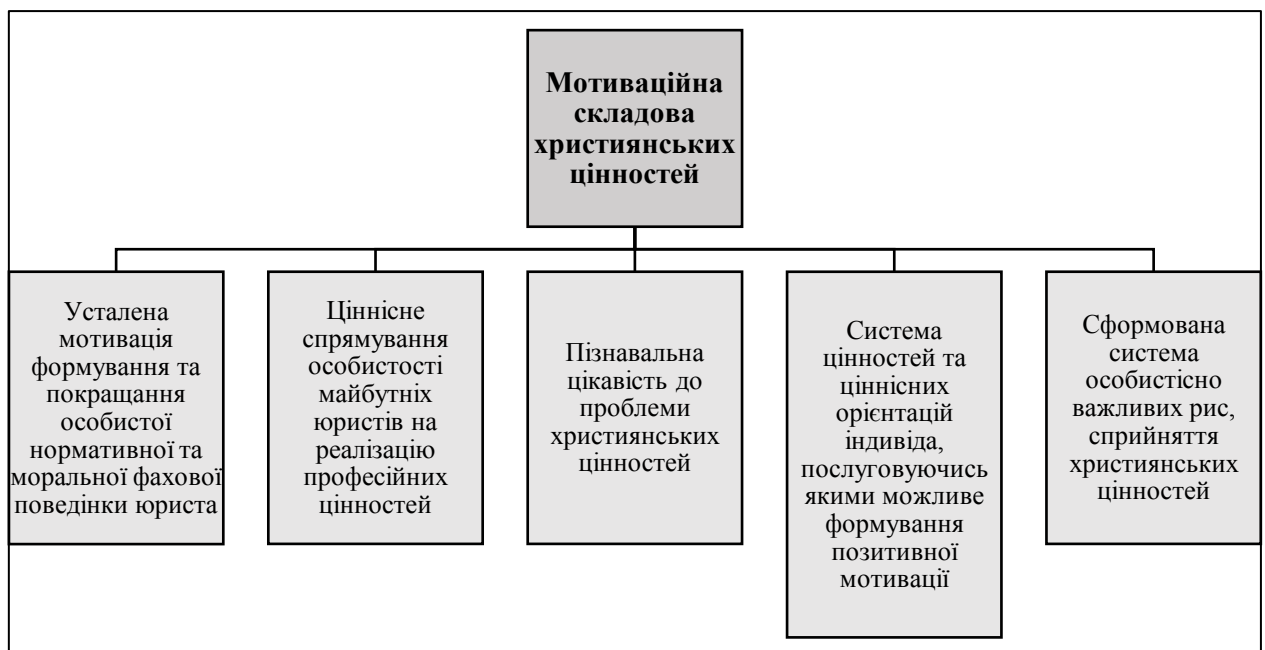 Мотиваційна
складова
християнських
цінностей
Усталена
мотивація
формування та
покращання
особистої
нормативної та
моральної фахової
поведінки юриста
Ціннісне
спрямування
особистості
майбутніх
юристів на
реалізацію
професійних
цінностей
Пізнавальна
цікавість до
проблеми
християнських
цінностей
Система
цінностей та
ціннісних
орієнтацій
індивіда,
послуговуючись
якими можливе
формування
позитивної
мотивації
Сформована
система
особистісно
важливих рис,
сприйняття
християнських
цінностей